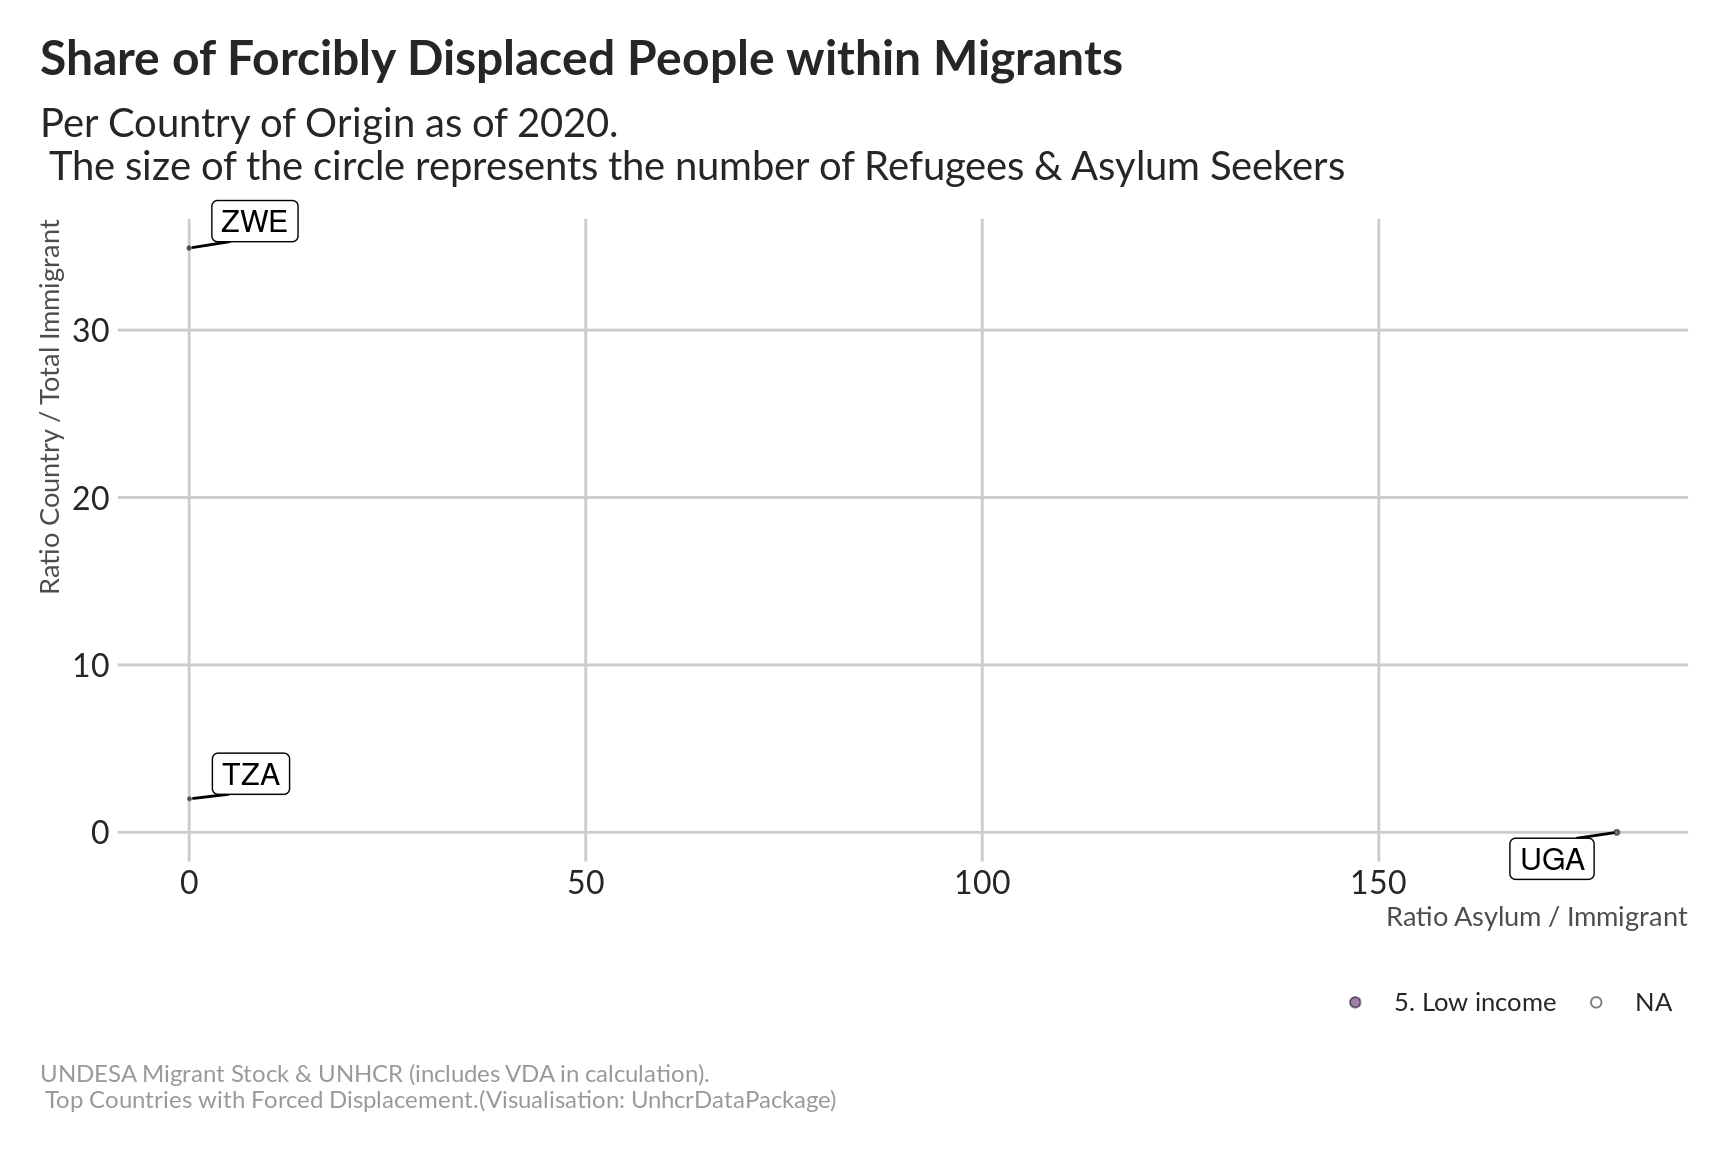 Share of Forcibly Displaced People within Migrants
Per Country of Origin as of 2020.
The size of the circle represents the number of Refugees & Asylum Seekers
Ratio Country / Total Immigrant
ZWE
30
20
10
TZA
0
UGA
0
50
100
150
Ratio Asylum / Immigrant
5. Low income
NA
UNDESA Migrant Stock & UNHCR (includes VDA in calculation).
Top Countries with Forced Displacement.(Visualisation: UnhcrDataPackage)